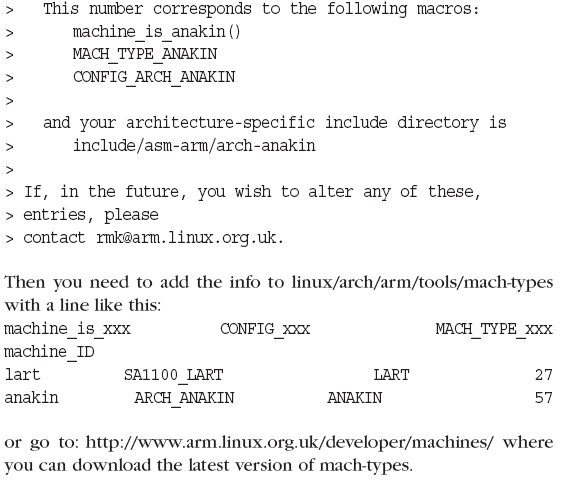 > This number corresponds to the following macros:
> machine_is_anakin()
> MACH_TYPE_ANAKIN
> CONFIG_ARCH_ANAKIN
>
> and your architecture-specific include directory is
> include/asm-arm/arch-anakin
>
> If, in the future, you wish to alter any of these,
> entries, please
> contact rmk@arm.linux.org.uk.
Then you need to add the info to linux/arch/arm/tools/mach-types
with a line like this:
machine_is_xxx CONFIG_xxx MACH_TYPE_xxx
machine_ID
lart SA1100_LART LART 27
anakin ARCH_ANAKIN ANAKIN 57
or go to: http://www.arm.linux.org.uk/developer/machines/ where
you can download the latest version of mach-types.